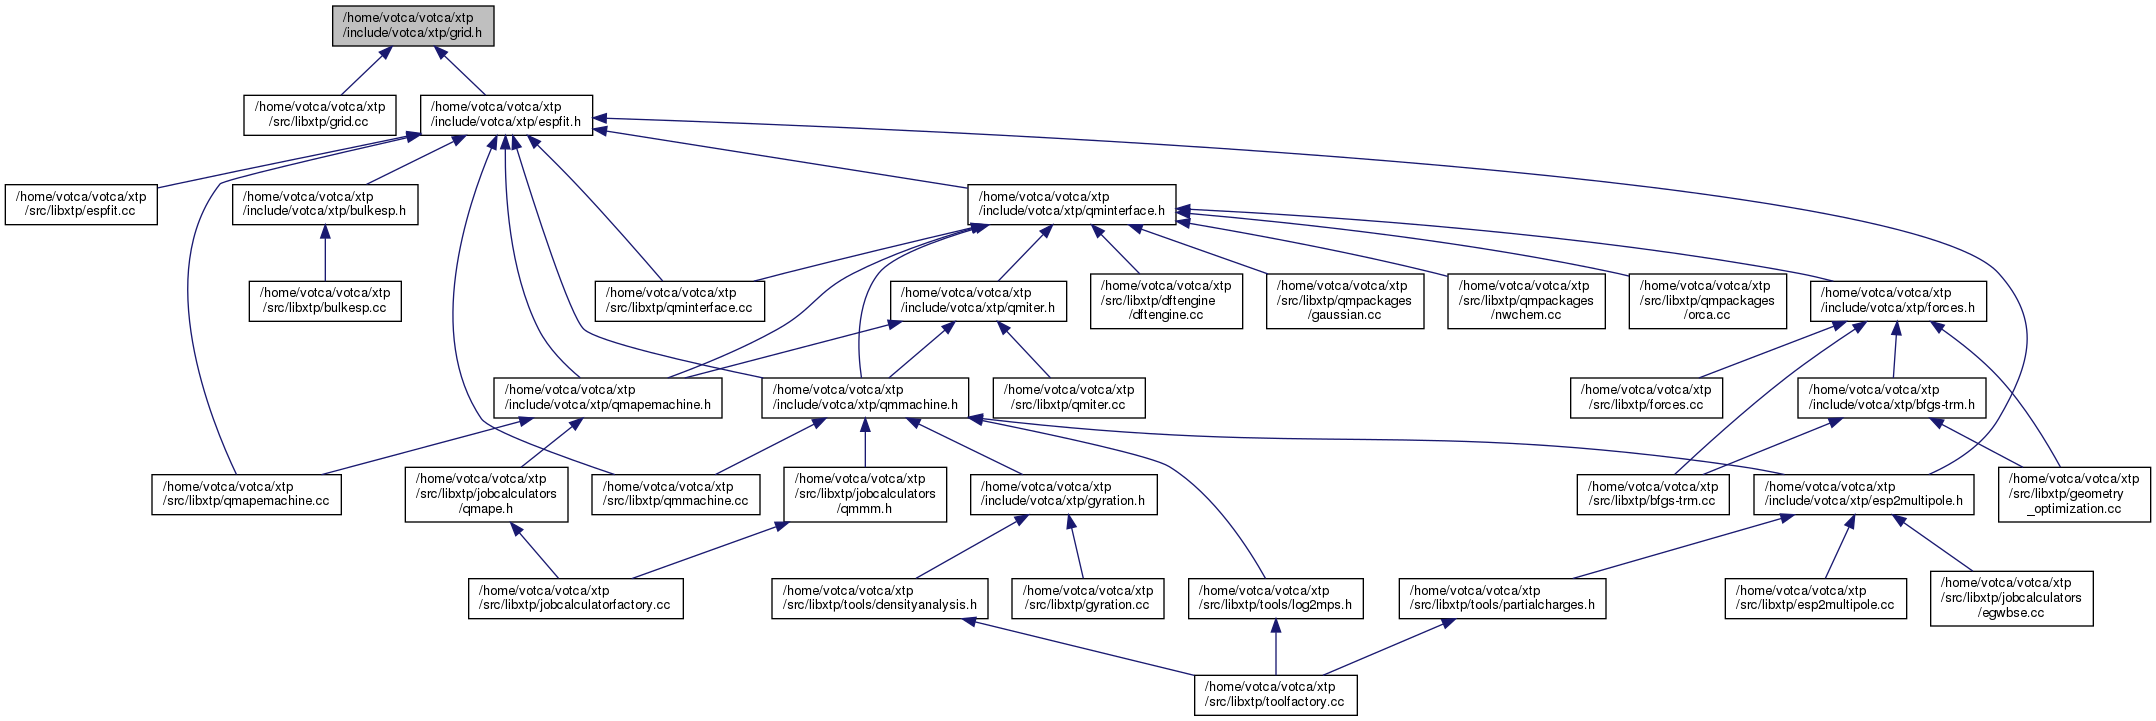 /home/votca/votca/xtp
/include/votca/xtp/grid.h
/home/votca/votca/xtp
/src/libxtp/grid.cc
/home/votca/votca/xtp
/include/votca/xtp/espfit.h
/home/votca/votca/xtp
/src/libxtp/espfit.cc
/home/votca/votca/xtp
/include/votca/xtp/bulkesp.h
/home/votca/votca/xtp
/include/votca/xtp/qminterface.h
/home/votca/votca/xtp
/src/libxtp/bulkesp.cc
/home/votca/votca/xtp
/src/libxtp/qminterface.cc
/home/votca/votca/xtp
/include/votca/xtp/qmiter.h
/home/votca/votca/xtp
/src/libxtp/dftengine
/dftengine.cc
/home/votca/votca/xtp
/src/libxtp/qmpackages
/gaussian.cc
/home/votca/votca/xtp
/src/libxtp/qmpackages
/nwchem.cc
/home/votca/votca/xtp
/src/libxtp/qmpackages
/orca.cc
/home/votca/votca/xtp
/include/votca/xtp/forces.h
/home/votca/votca/xtp
/include/votca/xtp/qmapemachine.h
/home/votca/votca/xtp
/include/votca/xtp/qmmachine.h
/home/votca/votca/xtp
/src/libxtp/qmiter.cc
/home/votca/votca/xtp
/src/libxtp/forces.cc
/home/votca/votca/xtp
/include/votca/xtp/bfgs-trm.h
/home/votca/votca/xtp
/src/libxtp/qmapemachine.cc
/home/votca/votca/xtp
/src/libxtp/jobcalculators
/qmape.h
/home/votca/votca/xtp
/src/libxtp/qmmachine.cc
/home/votca/votca/xtp
/src/libxtp/jobcalculators
/qmmm.h
/home/votca/votca/xtp
/include/votca/xtp/gyration.h
/home/votca/votca/xtp
/src/libxtp/bfgs-trm.cc
/home/votca/votca/xtp
/include/votca/xtp/esp2multipole.h
/home/votca/votca/xtp
/src/libxtp/geometry
_optimization.cc
/home/votca/votca/xtp
/src/libxtp/jobcalculatorfactory.cc
/home/votca/votca/xtp
/src/libxtp/tools/densityanalysis.h
/home/votca/votca/xtp
/src/libxtp/gyration.cc
/home/votca/votca/xtp
/src/libxtp/tools/log2mps.h
/home/votca/votca/xtp
/src/libxtp/tools/partialcharges.h
/home/votca/votca/xtp
/src/libxtp/esp2multipole.cc
/home/votca/votca/xtp
/src/libxtp/jobcalculators
/egwbse.cc
/home/votca/votca/xtp
/src/libxtp/toolfactory.cc